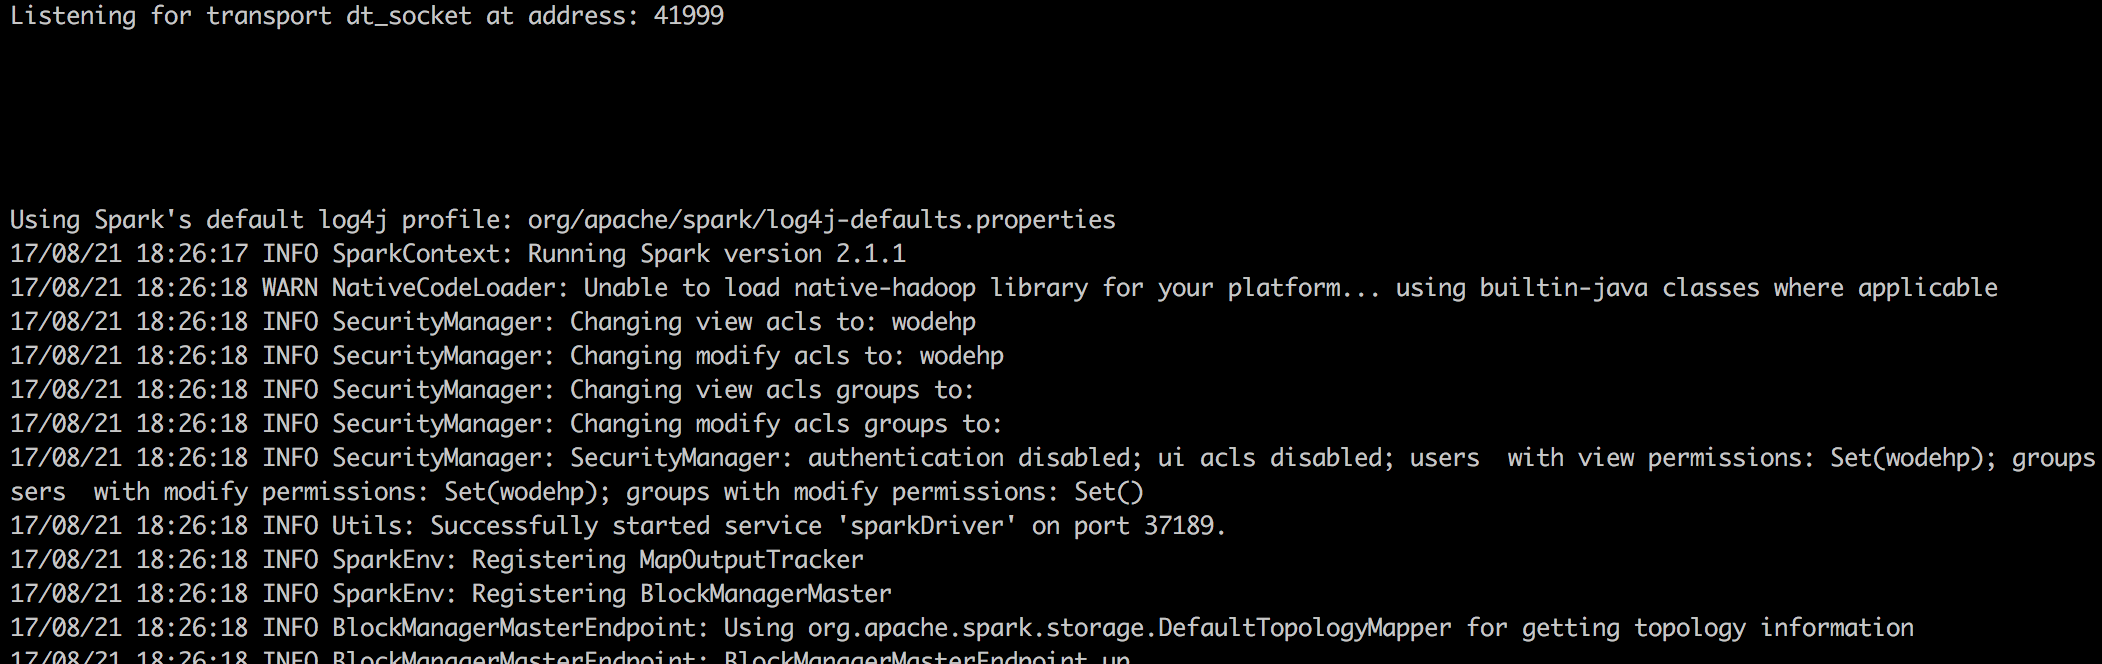 Listening for transport dt_socket at address: 41999
Using Spark's default log4j profile: org/apache/spark/log4j-defaults.properties
17/08/21 18:26:17 INFO SparkContext: Running Spark version 2.1.1
17/08/21 18:26:18 WARN NativeCodeLoader: Unable to load native-hadoop library for your platform... using builtin-java classes where applicable
17/08/21 18:26:18 INFO SecurityManager: Changing view acls to: wodehp
17/08/21 18:26:18 INFO SecurityManager: Changing modify acls to: wodehp
17/08/21 18:26:18 INFO SecurityManager: Changing view acls groups to:
17/08/21 18:26:18 INFO SecurityManager: Changing modify acls groups to:
17/08/21 18:26:18 INFO SecurityManager: SecurityManager: authentication disabled; ui acls disabled; users  with view permissions: Set(wodehp); groups
sers  with modify permissions: Set(wodehp); groups with modify permissions: Set()
17/08/21 18:26:18 INFO Utils: Successfully started service 'sparkDriver' on port 37189.
17/08/21 18:26:18 INFO SparkEnv: Registering MapOutputTracker
17/08/21 18:26:18 INFO SparkEnv: Registering BlockManagerMaster
17/08/21 18:26:18 INFO BlockManagerMasterEndpoint: Using org.apache.spark.storage.DefaultTopologyMapper for getting topology information
17/08/21 18:26:18 INFO BlockManagerMasterEndpoint: BlockManagerMasterEndpoint up